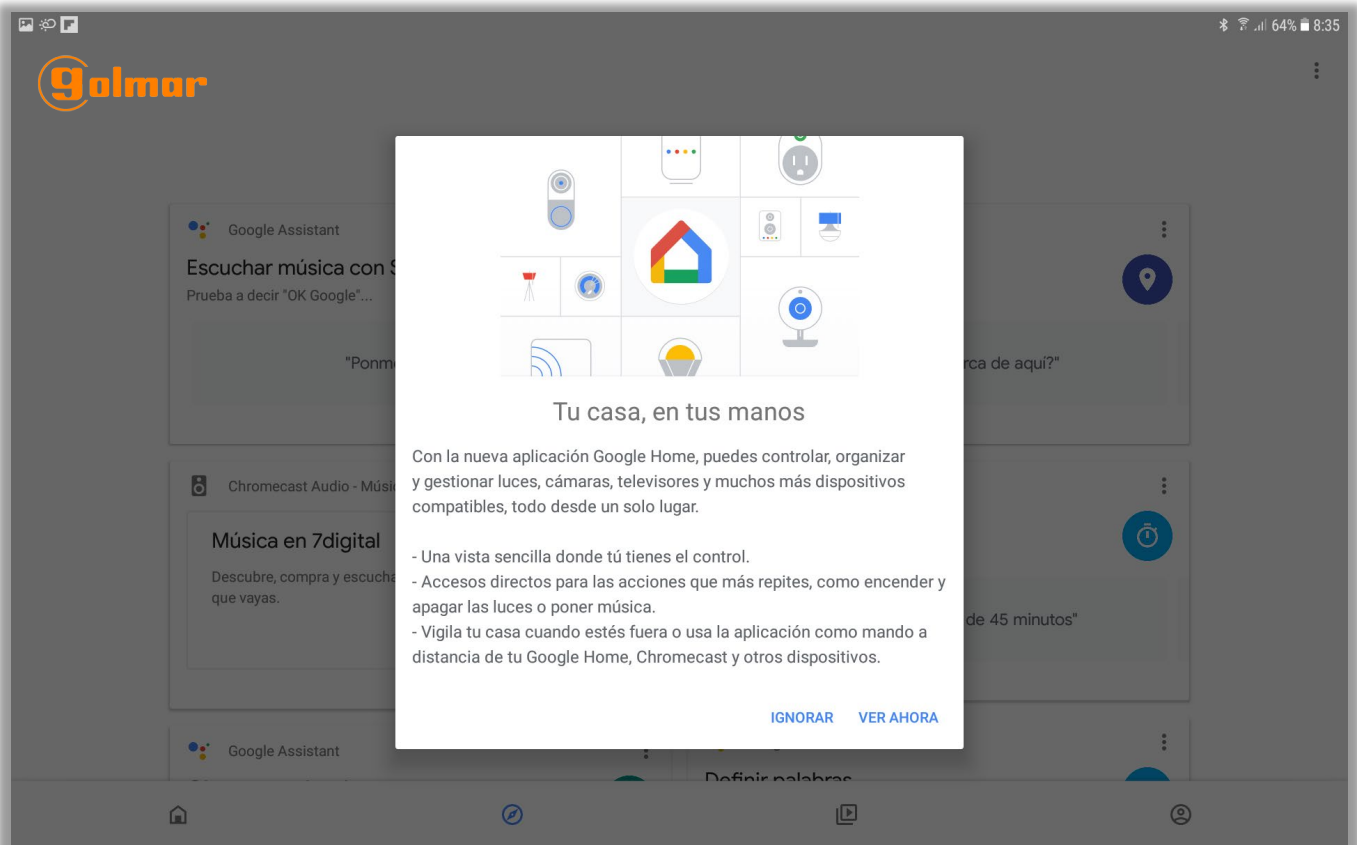 64% 8:35
golmar
Google Assistant
Escuchar música con S
Prueba a decir "OK Google"...
"Ponm
rca de aquí?"
Tu casa, en tus manos
Con la nueva aplicación Google Home, puedes controlar, organizar
y gestionar luces, cámaras, televisores y muchos más dispositivos
compatibles, todo desde un solo lugar.
- Una vista sencilla donde tú tienes el control.
- Accesos directos para las acciones que más repites, como encender y
apagar las luces o poner música.
- Vigila tu casa cuando estés fuera o usa la aplicación como mando a
distancia de tu Google Home, Chromecast y otros dispositivos.
IGNORAR VER AHORA
Chromecast Audio - Músi
Música en 7digital
Descubre, compra y escucha
que vayas.
de 45 minutos"
Google Assistant
Definir palabras